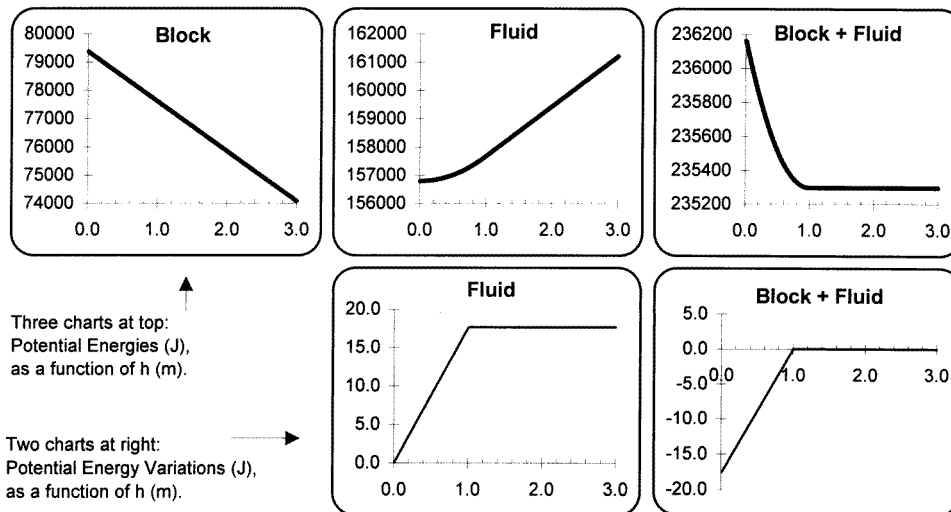 Block
80000
79000
78000
77000
76000
75000
74000
0.0 1.0 2.0 3.0
Fluid
162000
161000
160000
159000
158000
157000
156000
0.0 1.0 2.0 3.0
Block + Fluid
236200
236000
235800
235600
235400
235200
0.0 1.0 2.0 3.0
Three charts at top:
Potential Energies (J),
as a function of h (m).
Two charts at right:
Potential Energy Variations (J),
as a function of h (m).
Fluid
20.0
15.0
10.0
5.0
0.0
0.0 1.0 2.0 3.0
Block + Fluid
5.0
0.0
-5.0
-10.0
-15.0
-20.0
0.0 1.0 2.0 3.0